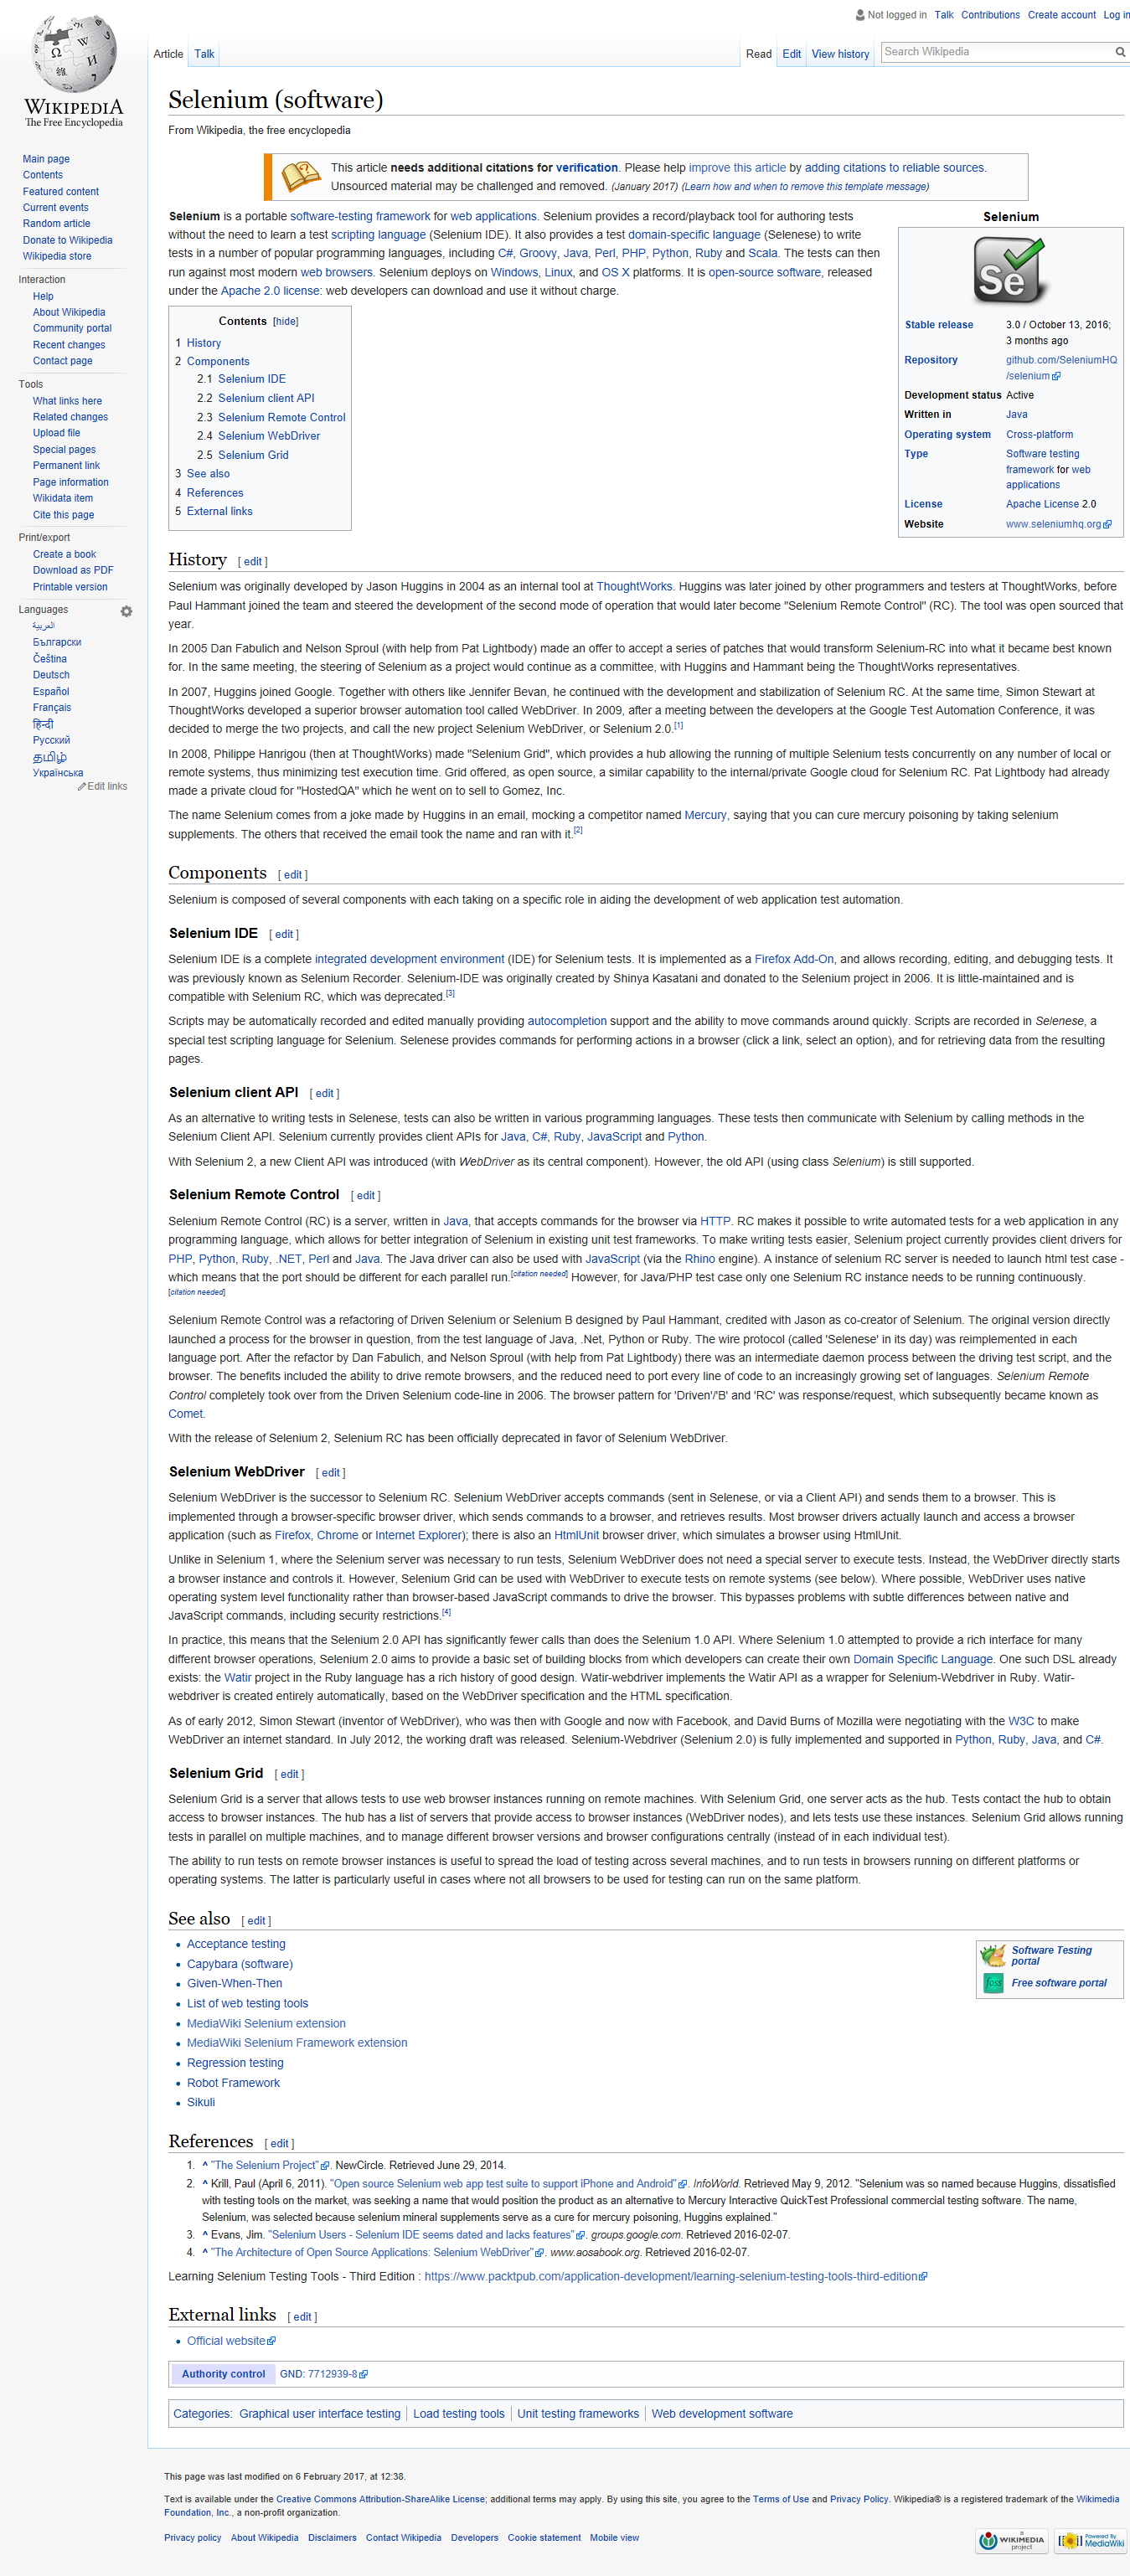 Not logged in Talk Contributions Create account Log in
Article Talk Read Edit View history Search Wikipedia
WIKIPEDIA
The Free Encyclopedia
Main page
Contents
Featured content
Current events
Random article
Donate to Wikipedia
Wikipedia store
Interaction
Help
About Wikipedia
Community portal
Recent changes
Contact page
Tools
What links here
Related changes
Upload file
Special pages
Permanent link
Page information
Wikidata item
Cite this page
Print/export
Create a book
Download as PDF
Printable version
Languages
العربية
Български
Čeština
Deutsch
Español
Français
हिन्दी
Русский
தமிழ்
Українська
Edit links
Selenium (software)
From Wikipedia, the free encyclopedia
This article needs additional citations for verification. Please help improve this article by adding citations to reliable sources.
Unsourced material may be challenged and removed. (January 2017) (Learn how and when to remove this template message)
Selenium is a portable software-testing framework for web applications. Selenium provides a record/playback tool for authoring tests
without the need to learn a test scripting language (Selenium IDE). It also provides a test domain-specific language (Selenese) to write
tests in a number of popular programming languages, including C#, Groovy, Java, Perl, PHP, Python, Ruby and Scala. The tests can then
run against most modern web browsers. Selenium deploys on Windows, Linux, and OS X platforms. It is open-source software, released
under the Apache 2.0 license: web developers can download and use it without charge.
Selenium
Se
Stable release 3.0 / October 13, 2016;
3 months ago
Repository github.com/SeleniumHQ
/selenium
Development status Active
Written in Java
Operating system Cross-platform
Type Software testing
framework for web
applications
License Apache License 2.0
Website www.seleniumhq.org
Contents [hide]
1 History
2 Components
2.1 Selenium IDE
2.2 Selenium client API
2.3 Selenium Remote Control
2.4 Selenium WebDriver
2.5 Selenium Grid
3 See also
4 References
5 External links
History [ edit ]
Selenium was originally developed by Jason Huggins in 2004 as an internal tool at ThoughtWorks. Huggins was later joined by other programmers and testers at ThoughtWorks, before
Paul Hammant joined the team and steered the development of the second mode of operation that would later become "Selenium Remote Control" (RC). The tool was open sourced that
year.
In 2005 Dan Fabulich and Nelson Sproul (with help from Pat Lightbody) made an offer to accept a series of patches that would transform Selenium-RC into what it became best known
for. In the same meeting, the steering of Selenium as a project would continue as a committee, with Huggins and Hammant being the ThoughtWorks representatives.
In 2007, Huggins joined Google. Together with others like Jennifer Bevan, he continued with the development and stabilization of Selenium RC. At the same time, Simon Stewart at
ThoughtWorks developed a superior browser automation tool called WebDriver. In 2009, after a meeting between the developers at the Google Test Automation Conference, it was
decided to merge the two projects, and call the new project Selenium WebDriver, or Selenium 2.0.[1]
In 2008, Philippe Hanrigou (then at ThoughtWorks) made "Selenium Grid", which provides a hub allowing the running of multiple Selenium tests concurrently on any number of local or
remote systems, thus minimizing test execution time. Grid offered, as open source, a similar capability to the internal/private Google cloud for Selenium RC. Pat Lightbody had already
made a private cloud for "HostedQA" which he went on to sell to Gomez, Inc.
The name Selenium comes from a joke made by Huggins in an email, mocking a competitor named Mercury, saying that you can cure mercury poisoning by taking selenium
supplements. The others that received the email took the name and ran with it.[2]
Components [ edit ]
Selenium is composed of several components with each taking on a specific role in aiding the development of web application test automation.
Selenium IDE [ edit ]
Selenium IDE is a complete integrated development environment (IDE) for Selenium tests. It is implemented as a Firefox Add-On, and allows recording, editing, and debugging tests. It
was previously known as Selenium Recorder. Selenium-IDE was originally created by Shinya Kasatani and donated to the Selenium project in 2006. It is little-maintained and is
compatible with Selenium RC, which was deprecated.[3]
Scripts may be automatically recorded and edited manually providing autocompletion support and the ability to move commands around quickly. Scripts are recorded in Selenese, a
special test scripting language for Selenium. Selenese provides commands for performing actions in a browser (click a link, select an option), and for retrieving data from the resulting
pages.
Selenium client API [ edit ]
As an alternative to writing tests in Selenese, tests can also be written in various programming languages. These tests then communicate with Selenium by calling methods in the
Selenium Client API. Selenium currently provides client APIs for Java, C#, Ruby, JavaScript and Python.
With Selenium 2, a new Client API was introduced (with WebDriver as its central component). However, the old API (using class Selenium) is still supported.
Selenium Remote Control [ edit ]
Selenium Remote Control (RC) is a server, written in Java, that accepts commands for the browser via HTTP. RC makes it possible to write automated tests for a web application in any
programming language, which allows for better integration of Selenium in existing unit test frameworks. To make writing tests easier, Selenium project currently provides client drivers for
PHP, Python, Ruby, .NET, Perl and Java. The Java driver can also be used with JavaScript (via the Rhino engine). A instance of selenium RC server is needed to launch html test case -
which means that the port should be different for each parallel run.[citation needed] However, for Java/PHP test case only one Selenium RC instance needs to be running continuously.
[citation needed]
Selenium Remote Control was a refactoring of Driven Selenium or Selenium B designed by Paul Hammant, credited with Jason as co-creator of Selenium. The original version directly
launched a process for the browser in question, from the test language of Java, .Net, Python or Ruby. The wire protocol (called 'Selenese' in its day) was reimplemented in each
language port. After the refactor by Dan Fabulich, and Nelson Sproul (with help from Pat Lightbody) there was an intermediate daemon process between the driving test script, and the
browser. The benefits included the ability to drive remote browsers, and the reduced need to port every line of code to an increasingly growing set of languages. Selenium Remote
Control completely took over from the Driven Selenium code-line in 2006. The browser pattern for 'Driven'/'B' and 'RC' was response/request, which subsequently became known as
Comet.
With the release of Selenium 2, Selenium RC has been officially deprecated in favor of Selenium WebDriver.
Selenium WebDriver [ edit ]
Selenium WebDriver is the successor to Selenium RC. Selenium WebDriver accepts commands (sent in Selenese, or via a Client API) and sends them to a browser. This is
implemented through a browser-specific browser driver, which sends commands to a browser, and retrieves results. Most browser drivers actually launch and access a browser
application (such as Firefox, Chrome or Internet Explorer); there is also an HtmlUnit browser driver, which simulates a browser using HtmlUnit.
Unlike in Selenium 1, where the Selenium server was necessary to run tests, Selenium WebDriver does not need a special server to execute tests. Instead, the WebDriver directly starts
a browser instance and controls it. However, Selenium Grid can be used with WebDriver to execute tests on remote systems (see below). Where possible, WebDriver uses native
operating system level functionality rather than browser-based JavaScript commands to drive the browser. This bypasses problems with subtle differences between native and
JavaScript commands, including security restrictions.[4]
In practice, this means that the Selenium 2.0 API has significantly fewer calls than does the Selenium 1.0 API. Where Selenium 1.0 attempted to provide a rich interface for many
different browser operations, Selenium 2.0 aims to provide a basic set of building blocks from which developers can create their own Domain Specific Language. One such DSL already
exists: the Watir project in the Ruby language has a rich history of good design. Watir-webdriver implements the Watir API as a wrapper for Selenium-Webdriver in Ruby. Watir-
webdriver is created entirely automatically, based on the WebDriver specification and the HTML specification.
As of early 2012, Simon Stewart (inventor of WebDriver), who was then with Google and now with Facebook, and David Burns of Mozilla were negotiating with the W3C to make
WebDriver an internet standard. In July 2012, the working draft was released. Selenium-Webdriver (Selenium 2.0) is fully implemented and supported in Python, Ruby, Java, and C#.
Selenium Grid [ edit ]
Selenium Grid is a server that allows tests to use web browser instances running on remote machines. With Selenium Grid, one server acts as the hub. Tests contact the hub to obtain
access to browser instances. The hub has a list of servers that provide access to browser instances (WebDriver nodes), and lets tests use these instances. Selenium Grid allows running
tests in parallel on multiple machines, and to manage different browser versions and browser configurations centrally (instead of in each individual test).
The ability to run tests on remote browser instances is useful to spread the load of testing across several machines, and to run tests in browsers running on different platforms or
operating systems. The latter is particularly useful in cases where not all browsers to be used for testing can run on the same platform.
See also [ edit ]
Acceptance testing
Capybara (software)
Given-When-Then
List of web testing tools
MediaWiki Selenium extension
MediaWiki Selenium Framework extension
Regression testing
Robot Framework
Sikuli
Software Testing
portal
foss
Free software portal
References [ edit ]
1. ^ "The Selenium Project". NewCircle. Retrieved June 29, 2014.
2. ^ Krill, Paul (April 6, 2011). "Open source Selenium web app test suite to support iPhone and Android". InfoWorld. Retrieved May 9, 2012. "Selenium was so named because Huggins, dissatisfied
with testing tools on the market, was seeking a name that would position the product as an alternative to Mercury Interactive QuickTest Professional commercial testing software. The name,
Selenium, was selected because selenium mineral supplements serve as a cure for mercury poisoning, Huggins explained."
3. ^ Evans, Jim. "Selenium Users - Selenium IDE seems dated and lacks features". groups.google.com. Retrieved 2016-02-07.
4. ^ "The Architecture of Open Source Applications: Selenium WebDriver". www.aosabook.org. Retrieved 2016-02-07.
Learning Selenium Testing Tools - Third Edition : https://www.packtpub.com/application-development/learning-selenium-testing-tools-third-edition
External links [ edit ]
Official website
Authority control GND: 7712939-8
Categories: Graphical user interface testing Load testing tools Unit testing frameworks Web development software
This page was last modified on 6 February 2017, at 12:38.
Text is available under the Creative Commons Attribution-ShareAlike License; additional terms may apply. By using this site, you agree to the Terms of Use and Privacy Policy. Wikipedia® is a registered trademark of the Wikimedia
Foundation, Inc., a non-profit organization.
Privacy policy About Wikipedia Disclaimers Contact Wikipedia Developers Cookie statement Mobile view
A WIKIMEDIA project
Powered By MediaWiki